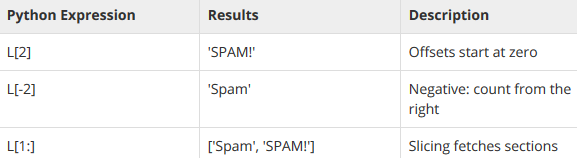 Python Expression Results Description
L[2] 'SPAM!' Offsets start at zero
L[-2] 'Spam' Negative: count from the
right
L[1:] ['Spam', 'SPAM!'] Slicing fetches sections